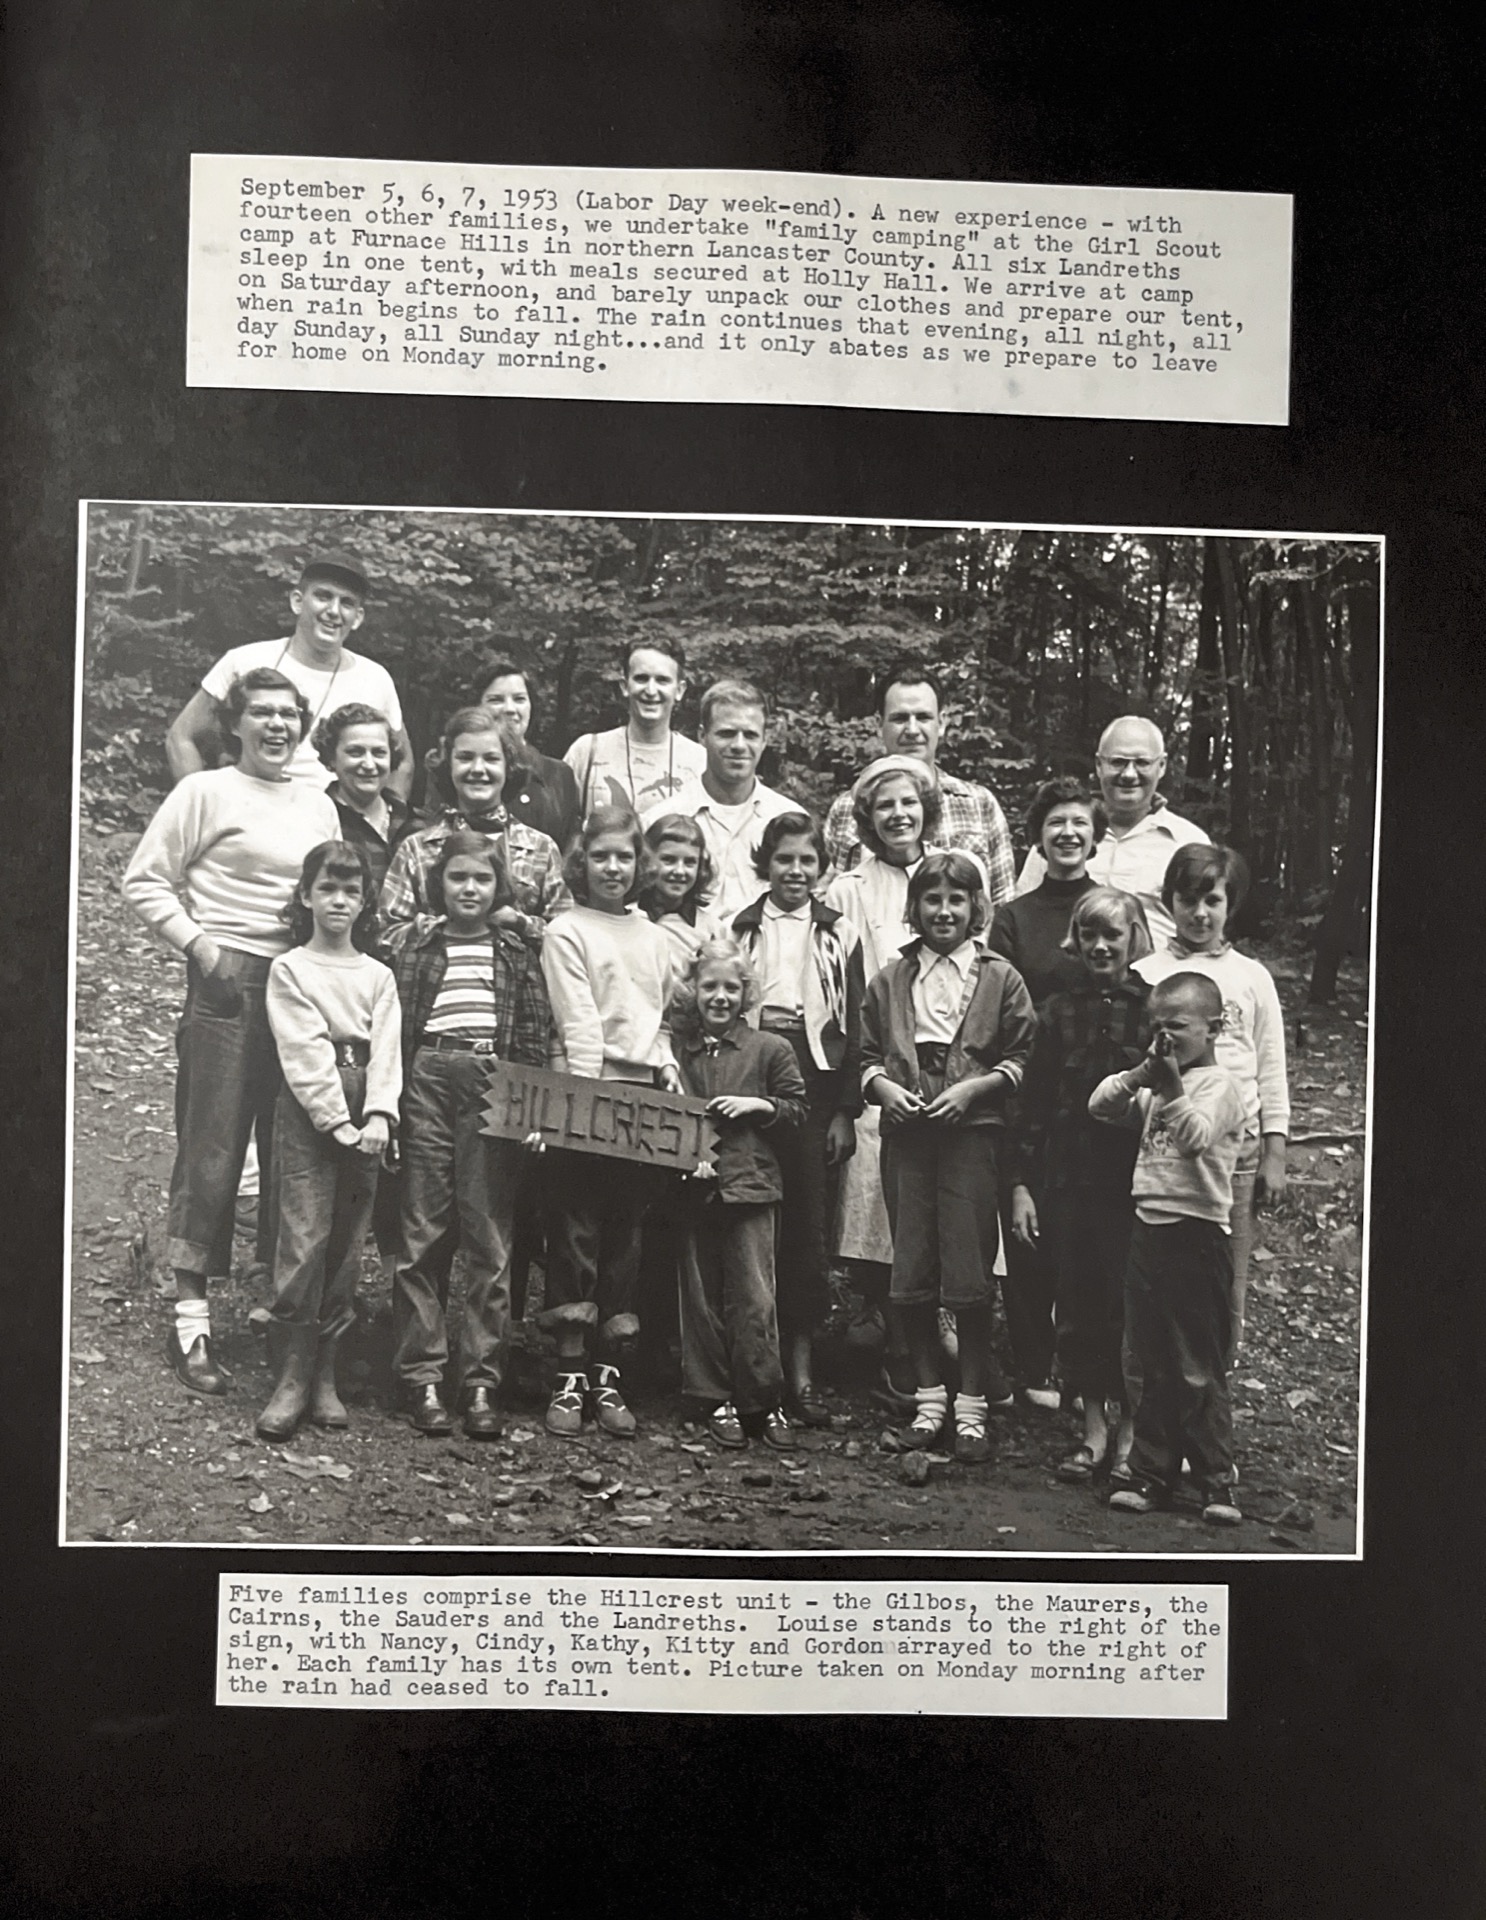 September 5, 6, 7, 1953 (Labor Day week-end). A new experience - with
fourteen other families, we undertake "family camping" at the Girl Scout
camp at Furnace Hills in northern Lancaster County. All six Landreths
sleep in one tent, with meals secured at Holly Hall. We arrive at camp
on Saturday afternoon, and barely unpack our clothes and prepare our tent,
when rain begins to fall. The rain continues that evening, all night, all
day Sunday, all Sunday night...and it only abates as we prepare to leave
for home on Monday morning.
HILLCREST
Five families comprise the Hillcrest unit - the Gilbos, the Maurers, the
Cairns, the Sauders and the Landreths. Louise stands to the right of the
sign, with Nancy, Cindy, Kathy, Kitty and Gordon arrayed to the right of
her. Each family has its own tent. Picture taken on Monday morning after
the rain had ceased to fall.